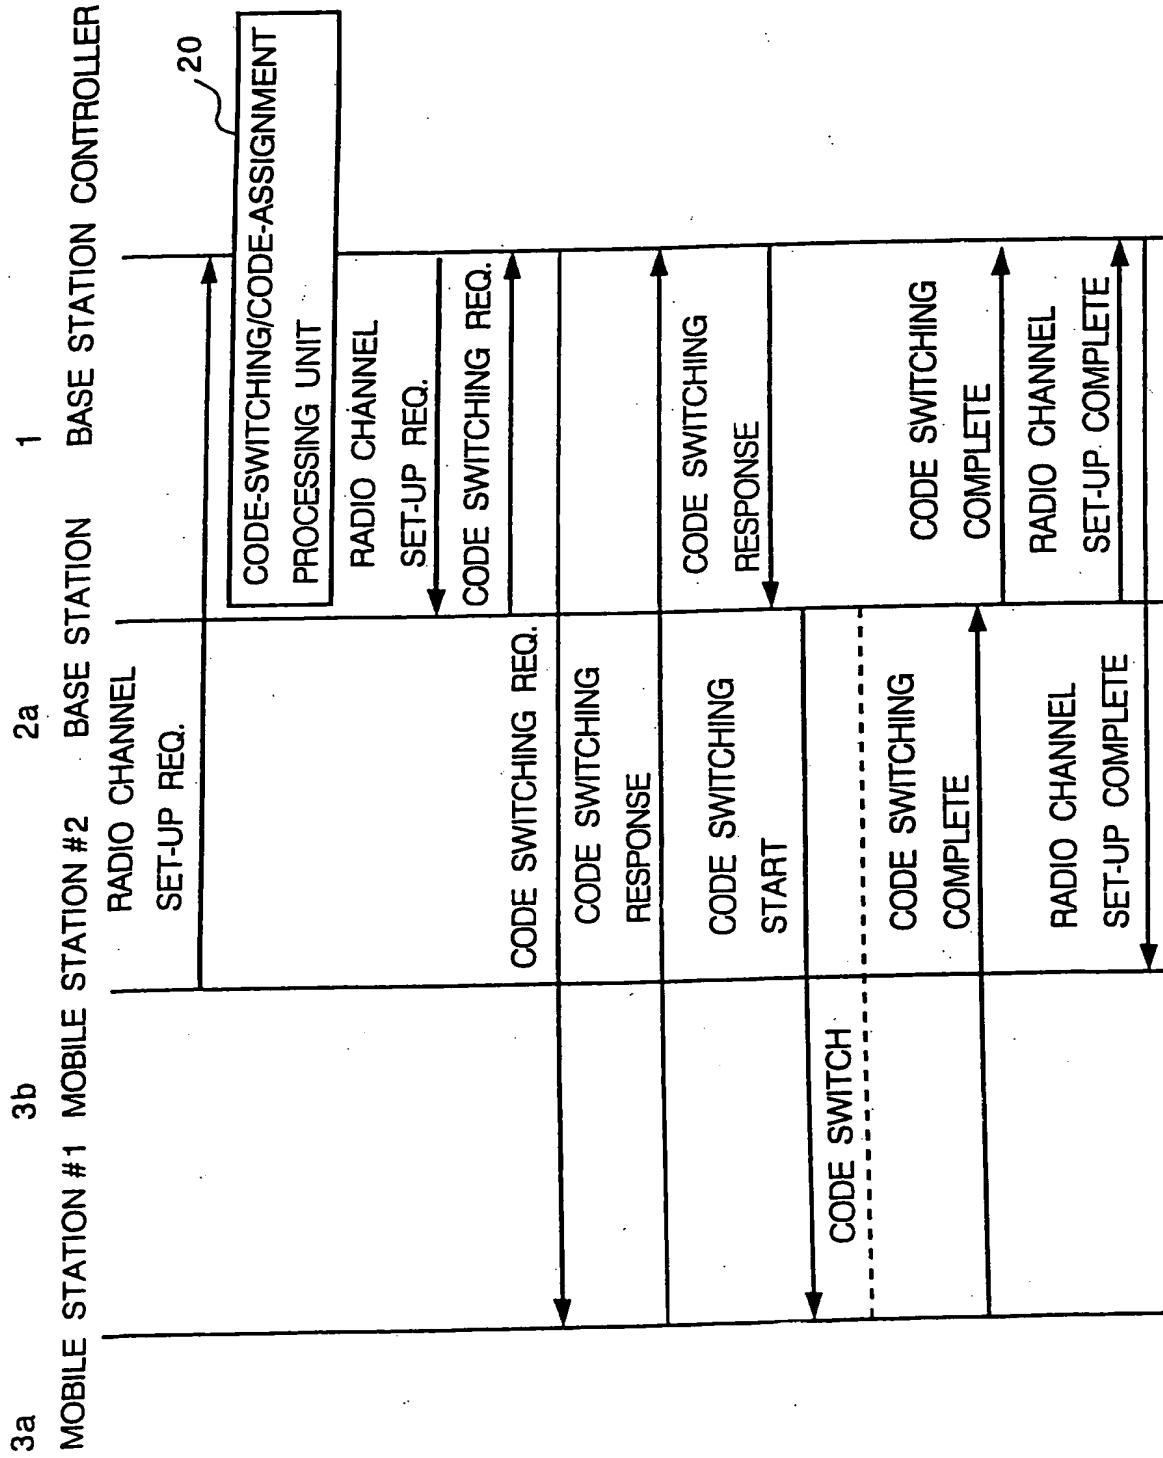 3a
3b
2a
1
MOBILE STATION #1
MOBILE STATION #2
BASE STATION
BASE STATION CONTROLLER
RADIO CHANNEL
SET-UP REQ.
20
CODE-SWITCHING/CODE-ASSIGNMENT
PROCESSING UNIT
RADIO CHANNEL
SET-UP REQ.
CODE SWITCHING REQ.
CODE SWITCHING REQ.
CODE SWITCHING
RESPONSE
CODE SWITCHING
RESPONSE
CODE SWITCHING
START
CODE SWITCH
CODE SWITCHING
COMPLETE
CODE SWITCHING
COMPLETE
RADIO CHANNEL
SET-UP COMPLETE
RADIO CHANNEL
SET-UP COMPLETE